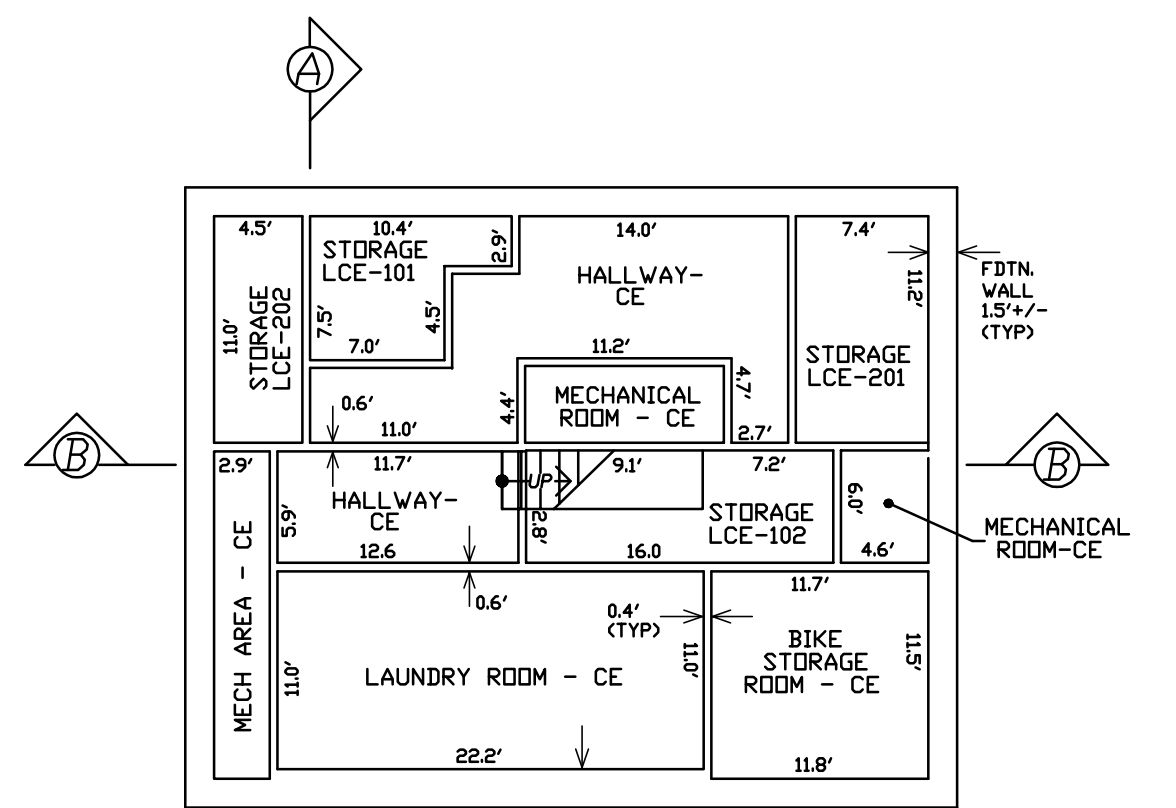 A
4.5′
10.4′
2.9′
14.0′
7.4′
STORAGE
LCE-101
HALLWAY-
CE
11.2′
FDTN.
WALL
1.5′+/-
(TYP)
11.0′
STORAGE
LCE-202
7.5′
4.5′
7.0′
11.2′
STORAGE
LCE-201
MECHANICAL
ROOM - CE
4.7′
4.4′
0.6′
11.0′
2.7′
B
B
2.9′
11.7′
UP
9.1′
7.2′
HALLWAY-
CE
5.9′
2.8′
STORAGE
LCE-102
6.0′
12.6
16.0
4.6′
MECHANICAL
ROOM-CE
MECH AREA - CE
0.6′
0.4′
(TYP)
11.7′
11.0′
LAUNDRY ROOM - CE
11.0′
BIKE
STORAGE
ROOM - CE
11.5′
22.2′
11.8′